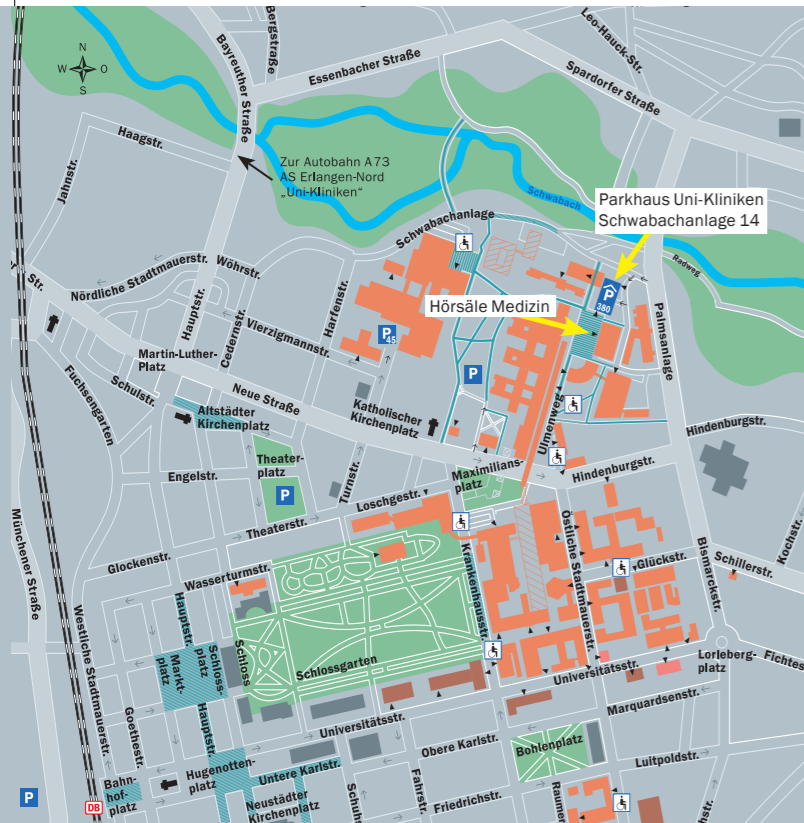 Bayreuther Straße
Bergstraße
Essenbacher Straße
Leo-Hauck-Str.
Spardorfer Straße
N
W O
S
Haagstr.
Jahnstr.
Zur Autobahn A 73
AS Erlangen-Nord
„Uni-Kliniken“
Schwabach
Parkhaus Uni-Kliniken
Schwabachanlage 14
Schwabachanlage
Radweg
Nördliche Stadtmauerstr.
Wöhrstr.
Hauptstr.
Cedernstr.
Harfenstr.
Vierzigmannstr.
P
45
Hörsäle Medizin
P
380
Palmsanlage
Martin-Luther-
Platz
Fuchsengarten
Schulstr.
Altstädter
Kirchenplatz
Neue Straße
Katholischer
Kirchenplatz
P
Ulmenweg
Hindenburgstr.
Hindenburgstr.
Theater-
platz
P
Engelstr.
Turnstr.
Maximilians-
platz
Loschgestr.
Theaterstr.
Glockenstr.
Wasserturmstr.
Münchener Straße
Westliche Stadtmauerstr.
Krankenhausstr.
Östliche Stadtmauerstr.
Glückstr.
Bismarckstr.
Schillerstr.
Kochstr.
Hauptstr.
Schloss-
platz
Markt-
platz
Schloss
Schlossgarten
Universitätsstr.
Lorleberg-
platz
Fichtes
Goethestr.
Hauptstr.
Universitätsstr.
Marquardsenstr.
Obere Karlstr.
Bohlenplatz
Luitpoldstr.
Hugenotten-
platz
Untere Karlstr.
Bahn-
hof-
platz
P
DB
Neustädter
Kirchenplatz
Schuhs
Fahrstr.
Friedrichstr.
Raumer